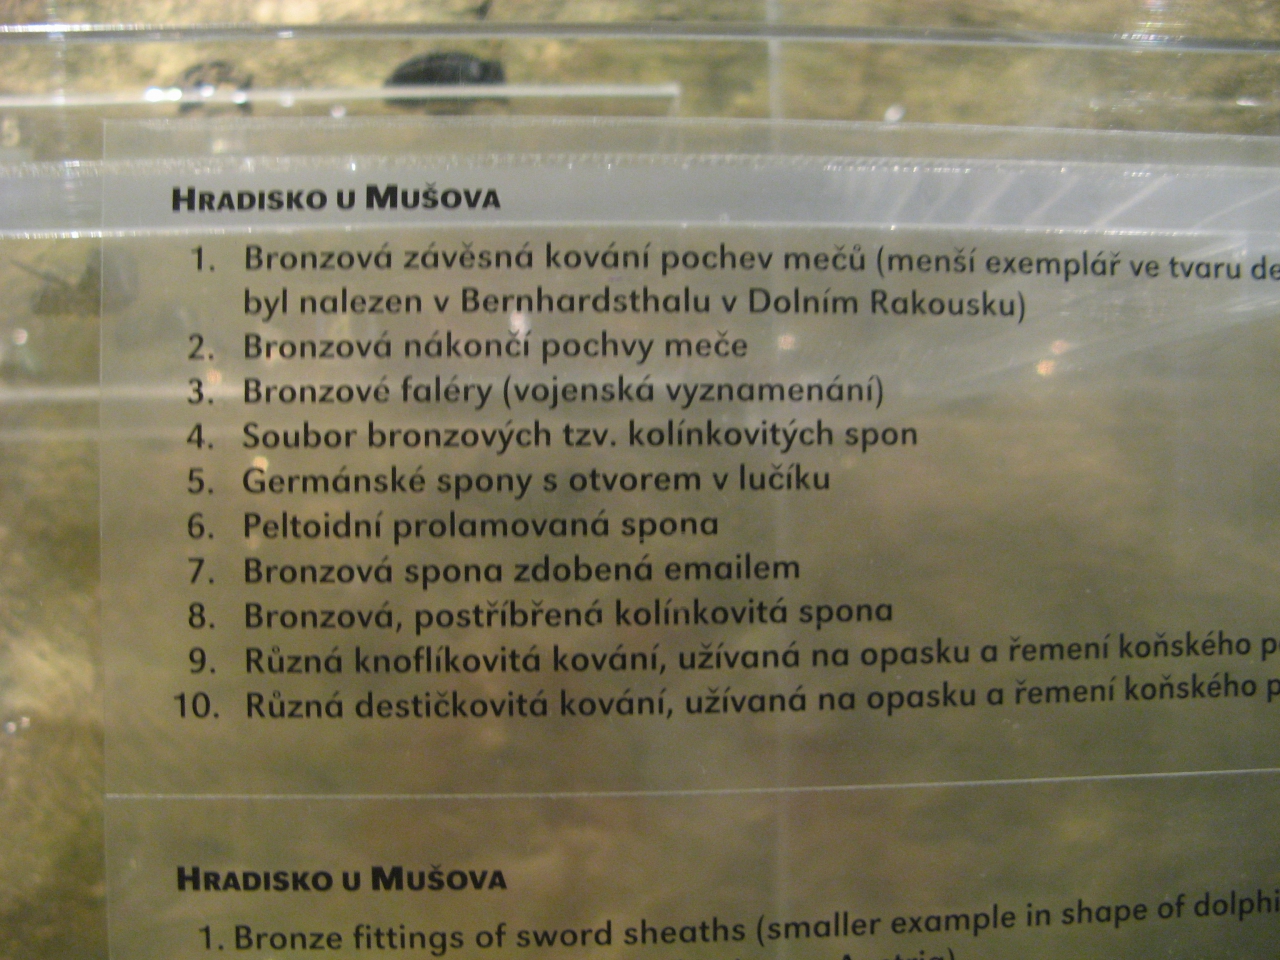 HRADISKO U MUŠOVA
1. Bronzová závěsná kování pochev mečů (menší exemplář ve tvaru
byl nalezen v Bernhardsthalu v Dolním Rakousku)
2. Bronzová nákončí pochvy meče
3. Bronzové faléry (vojenská vyznamenání)
4. Soubor bronzových tzv. kolínkovitých spon
5. Germánské spony s otvorem v lučíku
6. Peltoidní prolamovaná spona
7. Bronzová spona zdobená emailem
8. Bronzová, postříbřená kolínkovitá spona
9. Různá knoflíkovitá kování, užívaná na opasku a řemení koňského
10. Různá destičkovitá kování, užívaná na opasku a řemení koňského
HRADISKO U MUŠOVA
1. Bronze fittings of sword sheaths (smaller example in shape of
Austria)